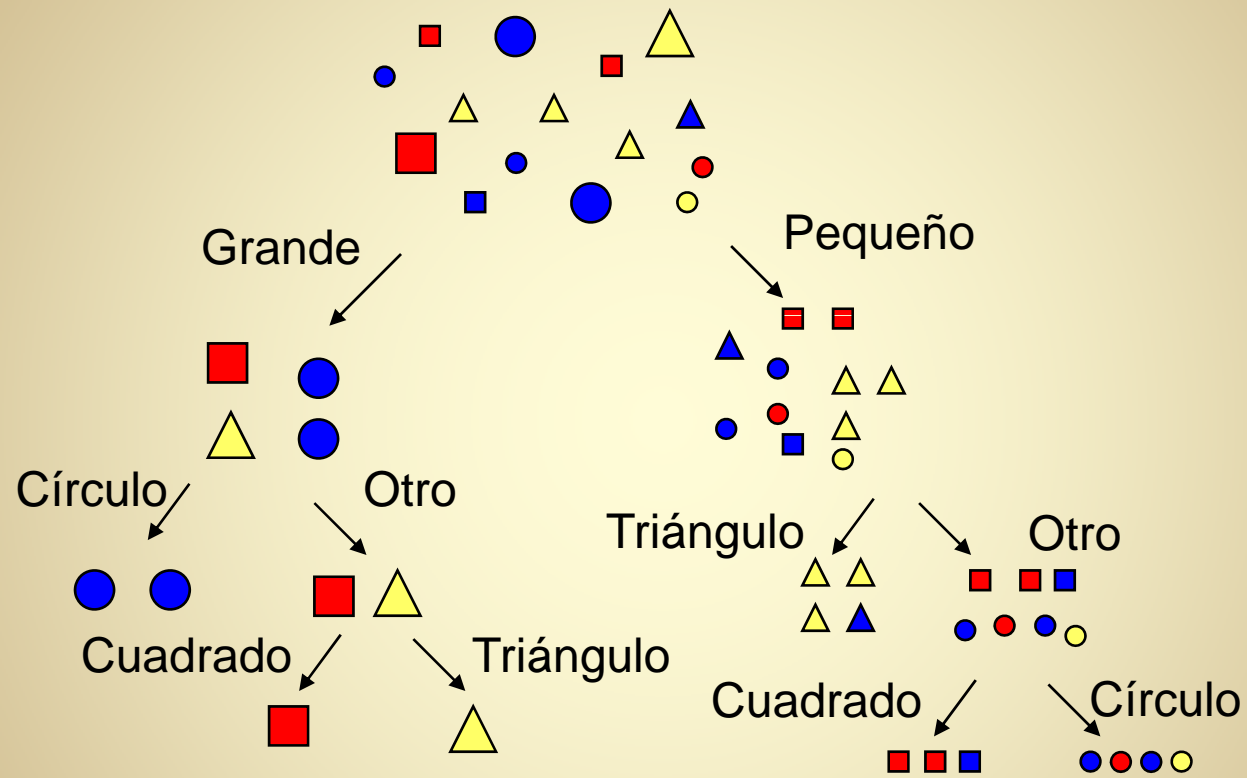 Grande
Pequeño
Círculo
Otro
Triángulo
Otro
Cuadrado
Triángulo
Cuadrado
Círculo